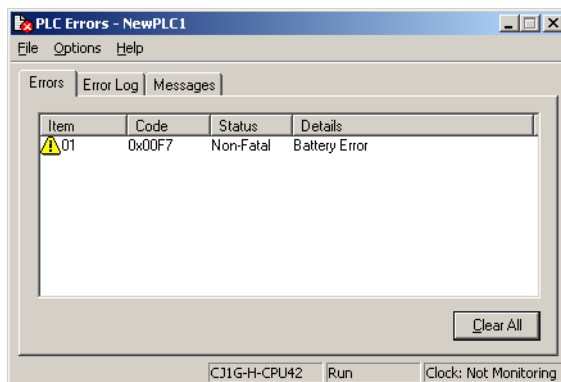 PLC Errors - NewPLC1
File Options Help
Errors Error Log Messages
Item Code Status Details
01 0x00F7 Non-Fatal Battery Error
Clear All
CJ1G-H-CPU42 Run Clock: Not Monitoring